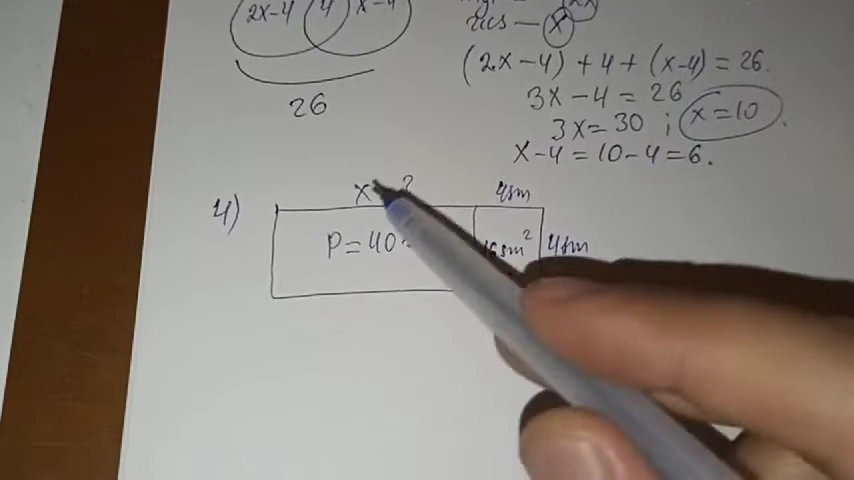 2x-4 4 x-4
26
x
(2x-4)+4+(x-4)=26.
3x-4=26
3x=30 ; x=10.
x-4=10-4=6.
4)
x ? 4sm
P=40 16sm² 4sm